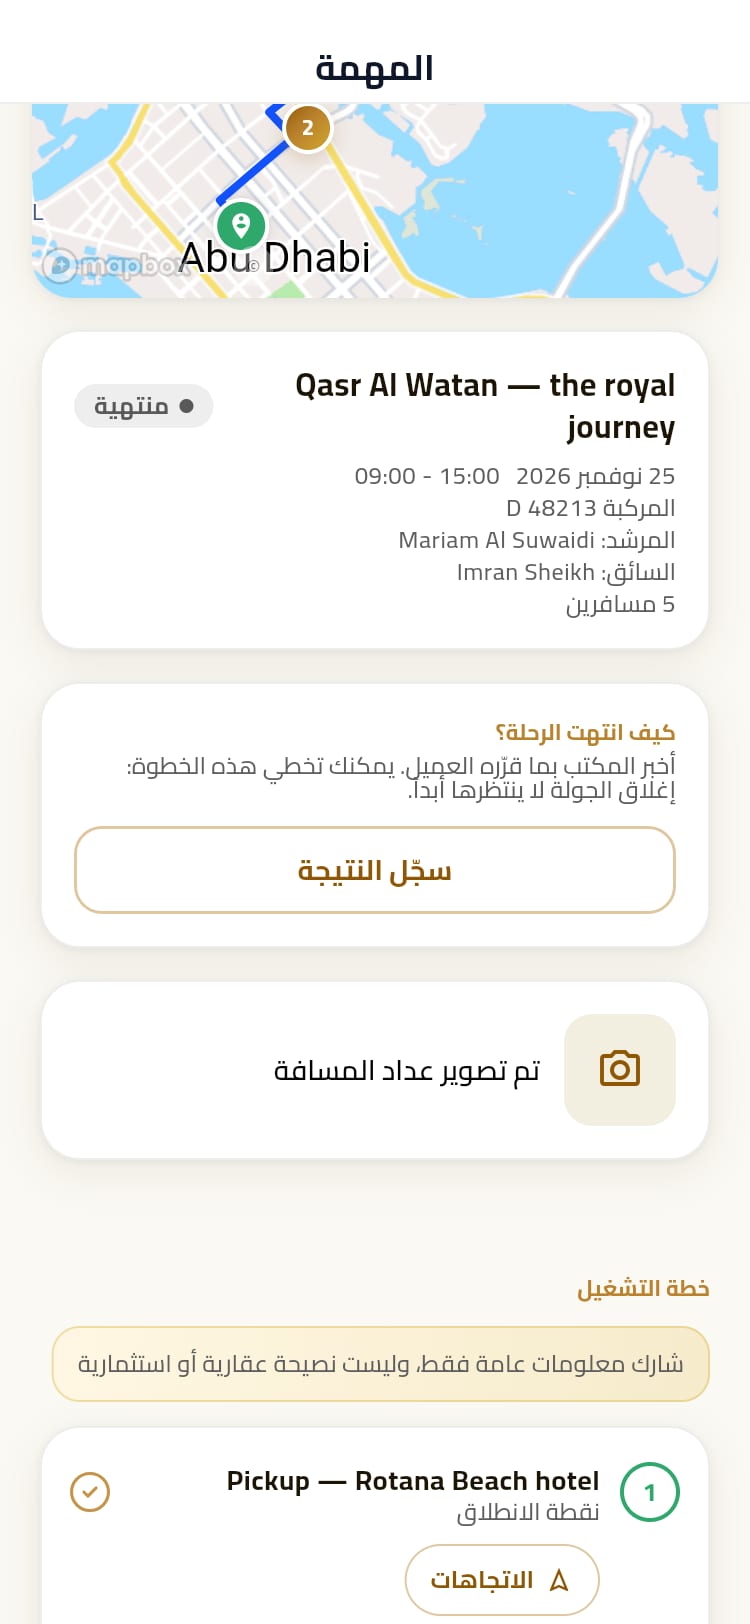 المهمة
2
L
Abu Dhabi
mapbox
©
Qasr Al Watan — the royal
journey
منتهية
25 نوفمبر 2026 09:00 - 15:00
المركبة D 48213
المرشد: Mariam Al Suwaidi
السائق: Imran Sheikh
5 مسافرين
كيف انتهت الرحلة؟
أخبر المكتب بما قرّره العميل. يمكنك تخطي هذه الخطوة:
إغلاق الجولة لا ينتظرها أبداً.
سجّل النتيجة
تم تصوير عداد المسافة
خطة التشغيل
شارك معلومات عامة فقط، وليست نصيحة عقارية أو استثمارية
1
Pickup — Rotana Beach hotel
نقطة الانطلاق
الاتجاهات